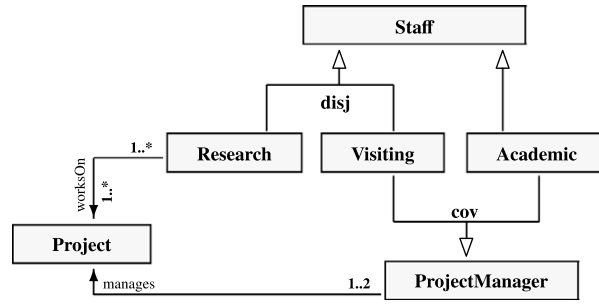 Staff
disj
1..*
Research
Visiting
Academic
worksOn
1..*
cov
Project
manages
1..2
ProjectManager